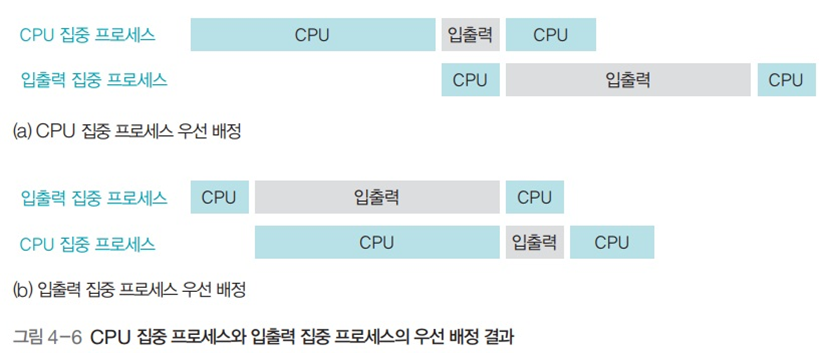 CPU 집중 프로세스 CPU 입출력 CPU
입출력 집중 프로세스 CPU 입출력 CPU
(a) CPU 집중 프로세스 우선 배정
입출력 집중 프로세스 CPU 입출력 CPU
CPU 집중 프로세스 CPU 입출력 CPU
(b) 입출력 집중 프로세스 우선 배정
그림 4-6 CPU 집중 프로세스와 입출력 집중 프로세스의 우선 배정 결과